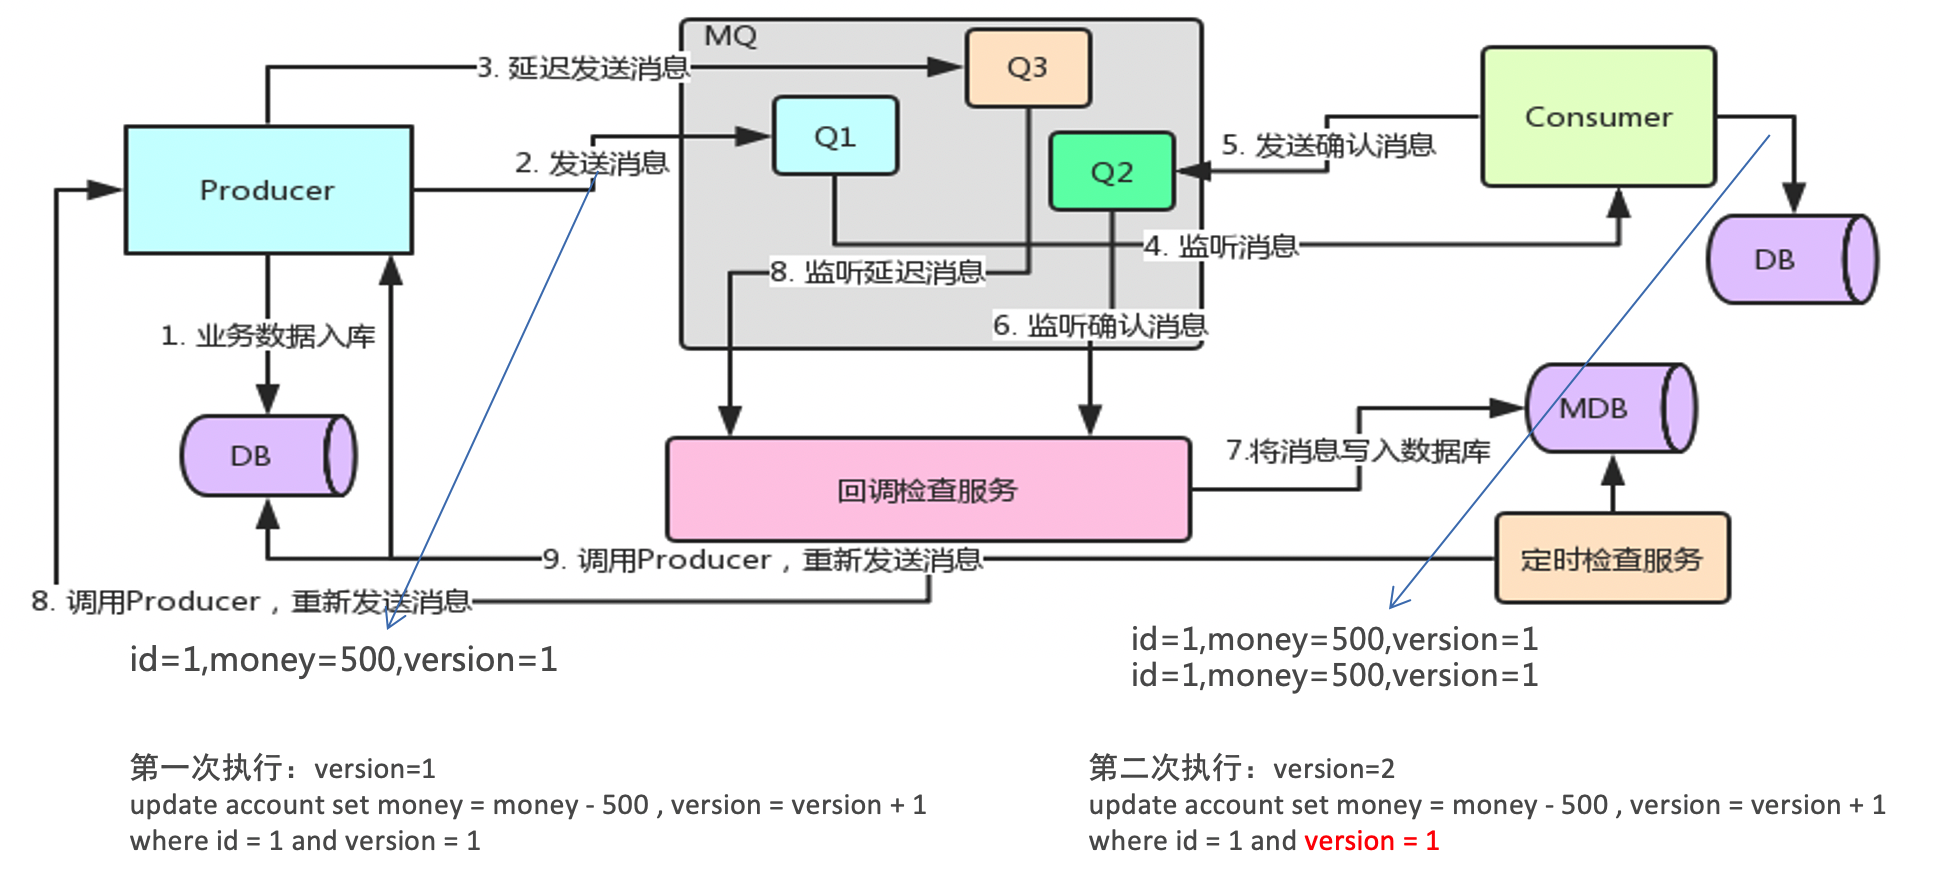 MQ
3. 延迟发送消息
Q3
Q1
Consumer
2. 发送消息
5. 发送确认消息
Q2
Producer
4. 监听消息
8. 监听延迟消息
DB
6. 监听确认消息
1. 业务数据入库
MDB
DB
7.将消息写入数据库
回调检查服务
9. 调用Producer，重新发送消息
定时检查服务
8. 调用Producer，重新发送消息
id=1,money=500,version=1
id=1,money=500,version=1
id=1,money=500,version=1
第一次执行：version=1
update account set money = money - 500 , version = version + 1
where id = 1 and version = 1
第二次执行：version=2
update account set money = money - 500 , version = version + 1
where id = 1 and version = 1